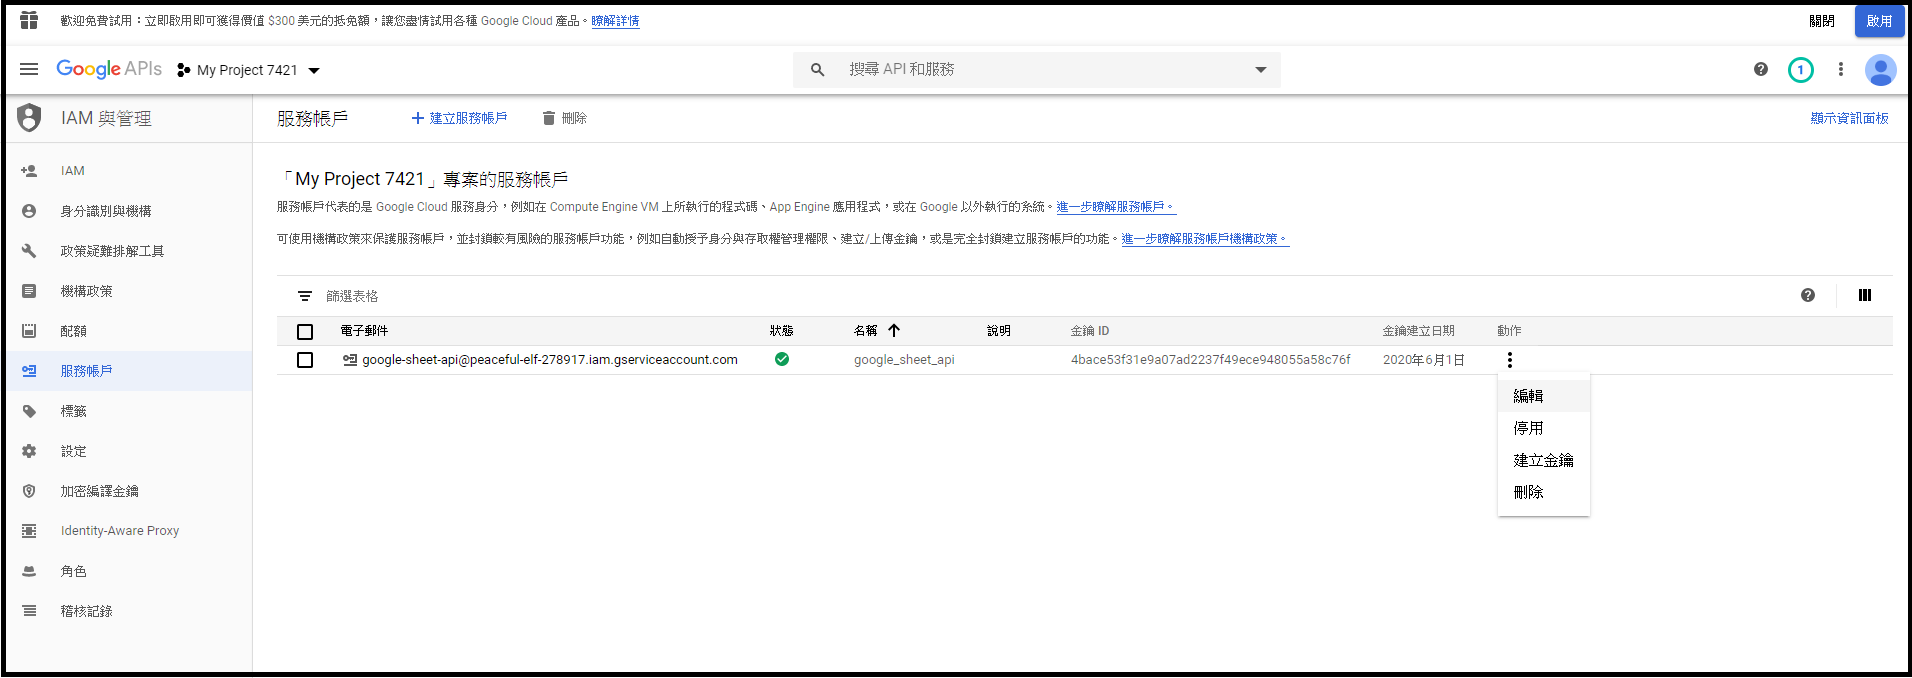 歡迎免費試用：立即啟用即可獲得價值 $300 美元的抵免額，讓您盡情試用各種 Google Cloud 產品。瞭解詳情
關閉
啟用
Google APIs
My Project 7421
搜尋 API 和服務
1
IAM 與管理
服務帳戶
建立服務帳戶
刪除
顯示資訊面板
IAM
身分識別與機構
政策疑難排解工具
機構政策
配額
服務帳戶
標籤
設定
加密編譯金鑰
Identity-Aware Proxy
角色
稽核記錄
「My Project 7421」專案的服務帳戶
服務帳戶代表的是 Google Cloud 服務身分，例如在 Compute Engine VM 上所執行的程式碼、App Engine 應用程式，或在 Google 以外執行的系統。進一步瞭解服務帳戶。
可使用機構政策來保護服務帳戶，並封鎖較有風險的服務帳戶功能，例如自動授予身分與存取權管理權限、建立/上傳金鑰，或是完全封鎖建立服務帳戶的功能。進一步瞭解服務帳戶機構政策。
篩選表格
電子郵件 狀態 名稱 說明 金鑰 ID 金鑰建立日期 動作
google-sheet-api@peaceful-elf-278917.iam.gserviceaccount.com google_sheet_api 4bace53f31e9a07ad2237f49ece948055a58c76f 2020年6月1日
編輯
停用
建立金鑰
刪除